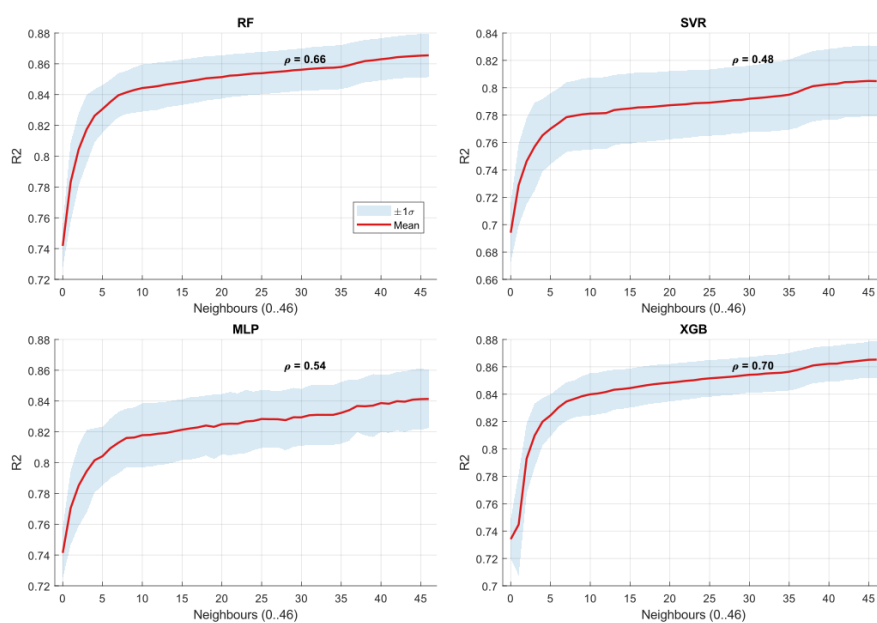 RF
0.88
0.86
0.84
0.82
0.8
0.78
0.76
0.74
0.72
R2
ρ = 0.66
±1σ
Mean
0 5 10 15 20 25 30 35 40 45
Neighbours (0..46)
SVR
0.84
0.82
0.8
0.78
0.76
0.74
0.72
0.7
0.68
0.66
R2
ρ = 0.48
0 5 10 15 20 25 30 35 40 45
Neighbours (0..46)
MLP
0.88
0.86
0.84
0.82
0.8
0.78
0.76
0.74
0.72
R2
ρ = 0.54
0 5 10 15 20 25 30 35 40 45
Neighbours (0..46)
XGB
0.88
0.86
0.84
0.82
0.8
0.78
0.76
0.74
0.72
0.7
R2
ρ = 0.70
0 5 10 15 20 25 30 35 40 45
Neighbours (0..46)